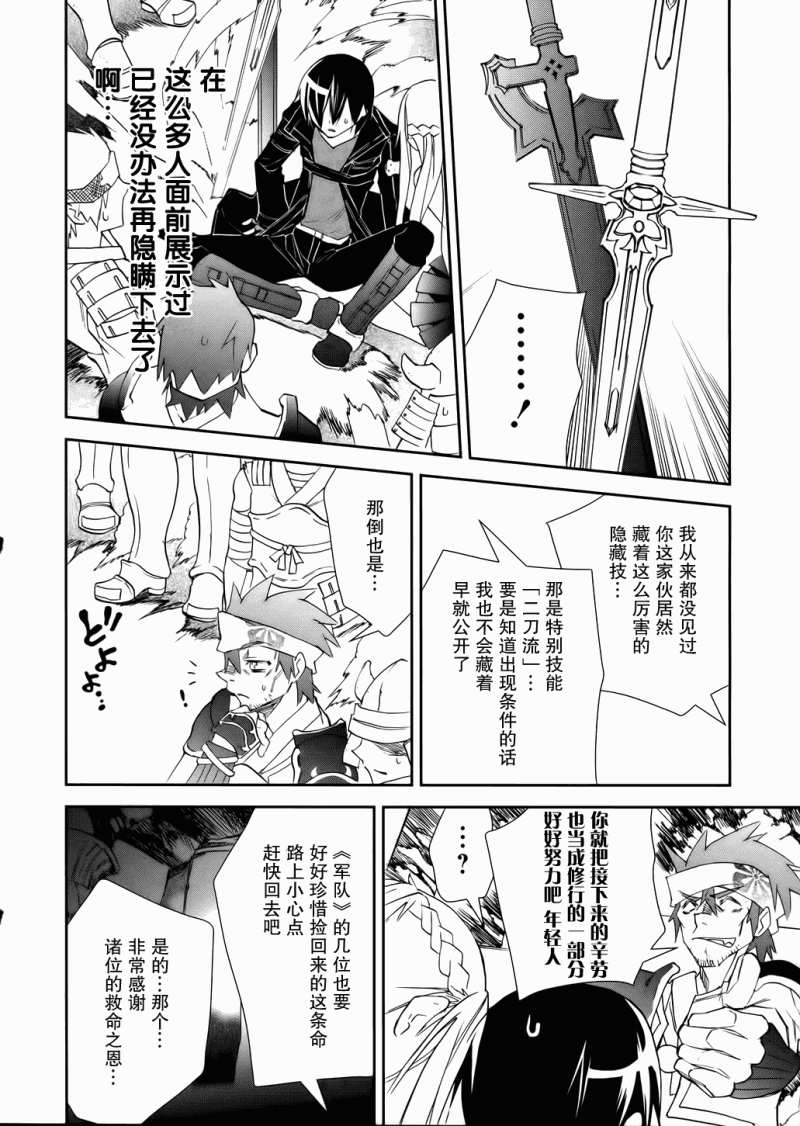 ……！
在
这么多人面前展示过
已经没办法再隐瞒下去了
啊…
我从来都没见过
你这家伙居然
藏着这么厉害的
隐藏技
那是特别技能
「二刀流」…
要是知道出现条件的话
我也不会藏着
早就公开了
那倒也是…
どよ
どよ…
你就把接下来的辛劳
也当成修行的一部分
好好努力吧 年轻人
…？
《军队》的几位也要
好好珍惜捡回来的这条命
路上小心点
赶快回去吧
是的…那个…
非常感谢
诸位的救命之恩…